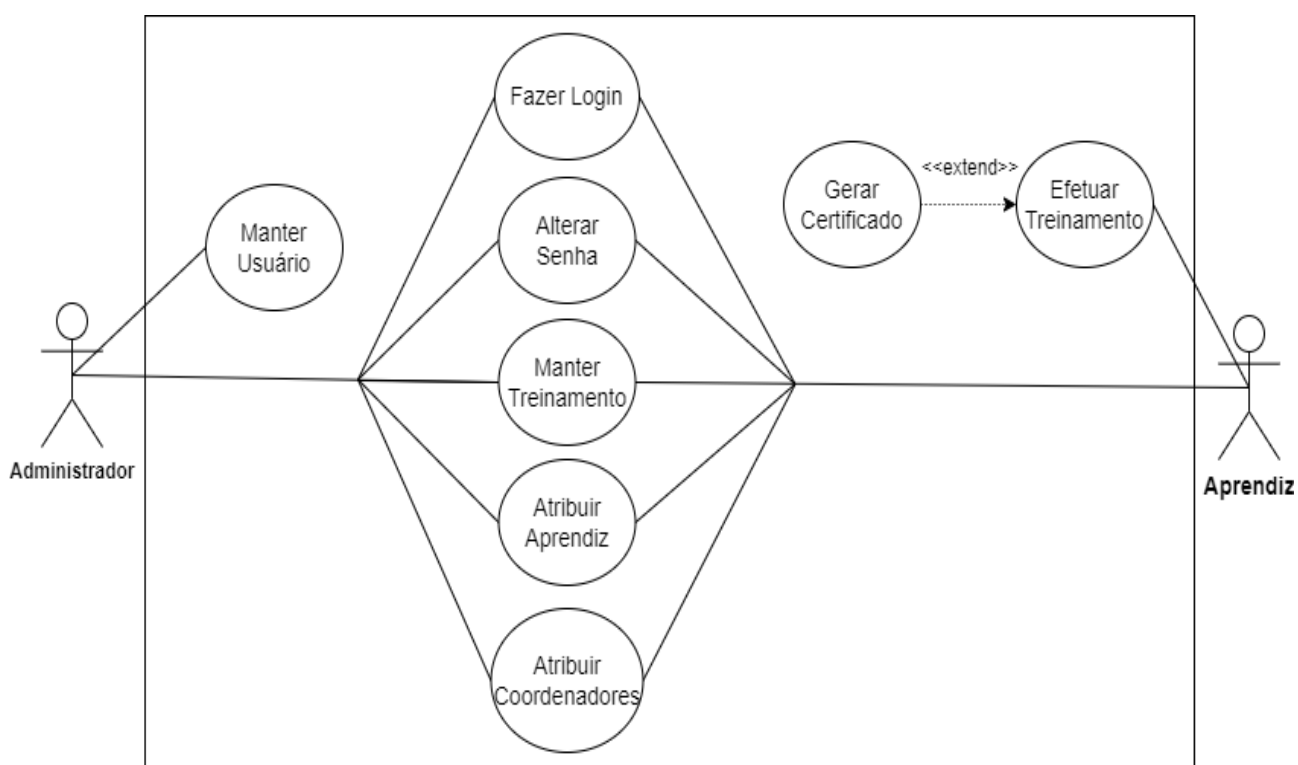 Fazer Login
<<extend>>
Gerar
Certificado
Efetuar
Treinamento
Manter
Usuário
Alterar
Senha
Manter
Treinamento
Administrador
Aprendiz
Atribuir
Aprendiz
Atribuir
Coordenadores